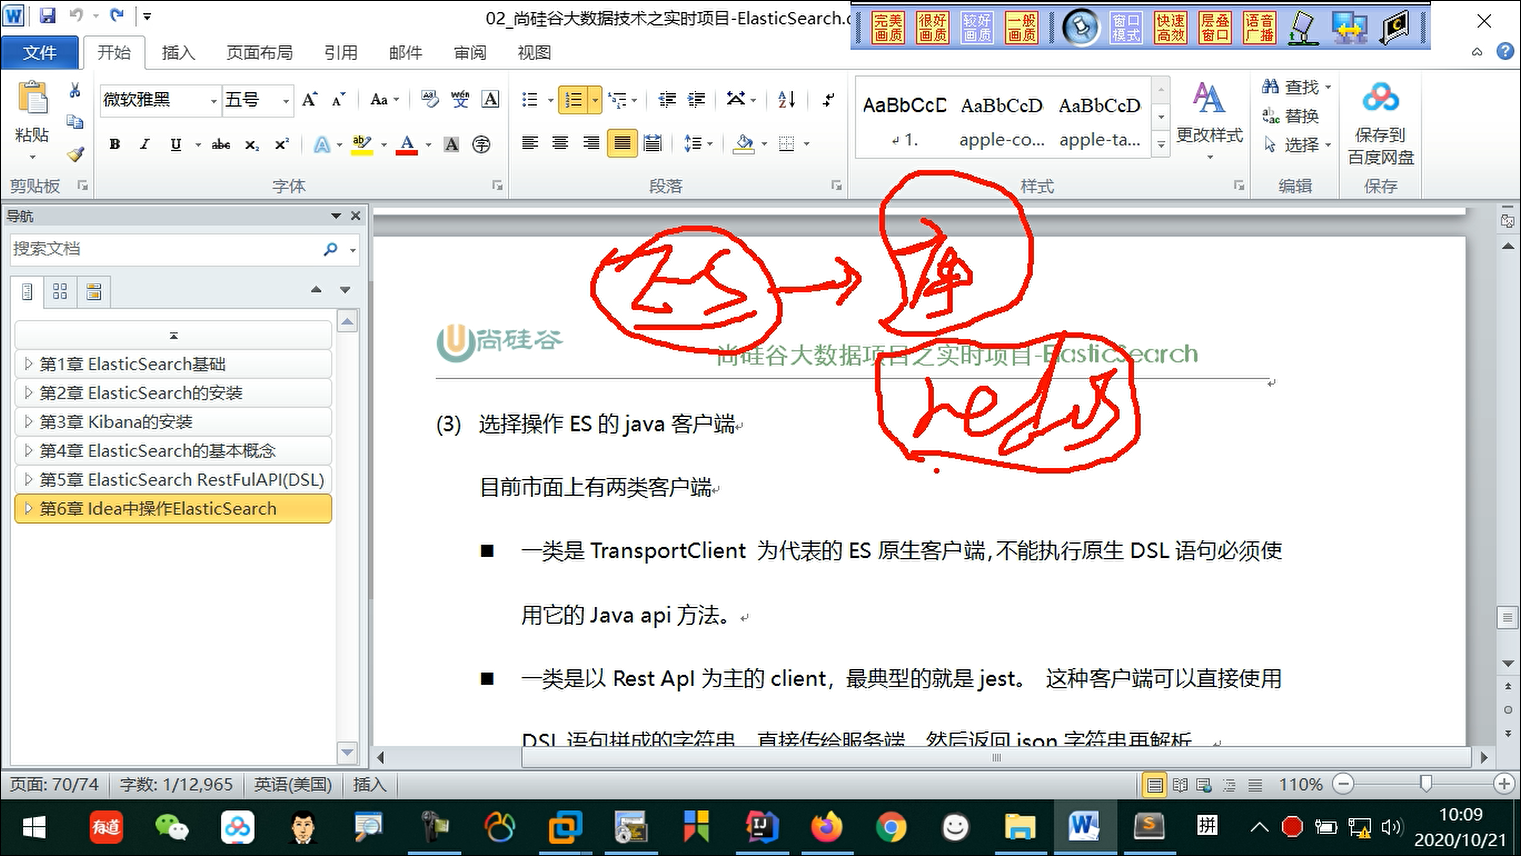 02_尚硅谷大数据技术之实时项目-ElasticSearch.d
完美画质 很好画质 较好画质 一般画质 窗口模式 快速高效 层叠窗口 语音广播
文件 开始 插入 页面布局 引用 邮件 审阅 视图
微软雅黑 五号
粘贴
AaBbCcD AaBbCcD AaBbCcD
1. apple-co... apple-ta...
更改样式
查找
替换
选择
保存到
百度网盘
剪贴板 字体 段落 样式 编辑 保存
导航
搜索文档
第1章 ElasticSearch基础
第2章 ElasticSearch的安装
第3章 Kibana的安装
第4章 ElasticSearch的基本概念
第5章 ElasticSearch RestFulAPI(DSL)
第6章 Idea中操作ElasticSearch
ES
redis
尚硅谷
尚硅谷大数据项目之实时项目-ElasticSearch
(3) 选择操作 ES 的 java 客户端
目前市面上有两类客户端
■ 一类是 TransportClient 为代表的 ES 原生客户端，不能执行原生 DSL 语句必须使
用它的 Java api 方法。
■ 一类是以 Rest ApI 为主的 client，最典型的就是 jest。 这种客户端可以直接使用
DSL 语句拼成的字符串，直接传给服务端，然后返回 json 字符串再解析
页面: 70/74 字数: 1/12,965 英语(美国) 插入 110%
有道
拼
10:09
2020/10/21